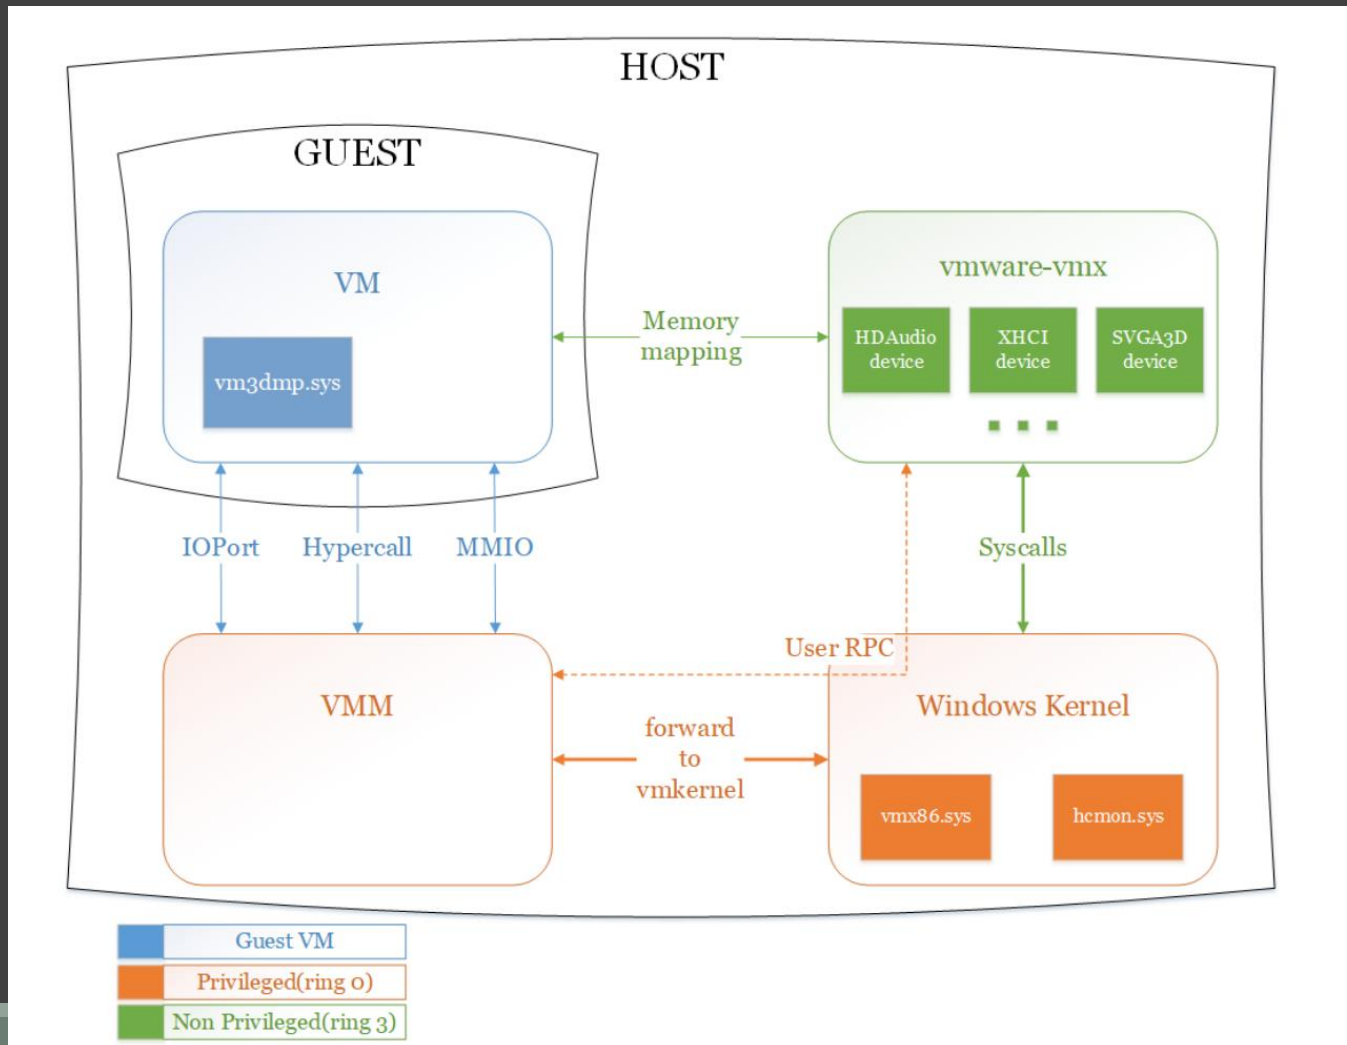 HOST
GUEST
VM
vm3dmp.sys
Memory
mapping
vmware-vmx
HDAudio
device
XHCI
device
SVGA3D
device
IOPort
Hypercall
MMIO
Syscalls
User RPC
VMM
forward
to
vmkernel
Windows Kernel
vmx86.sys
hcmon.sys
Guest VM
Privileged(ring 0)
Non Privileged(ring 3)